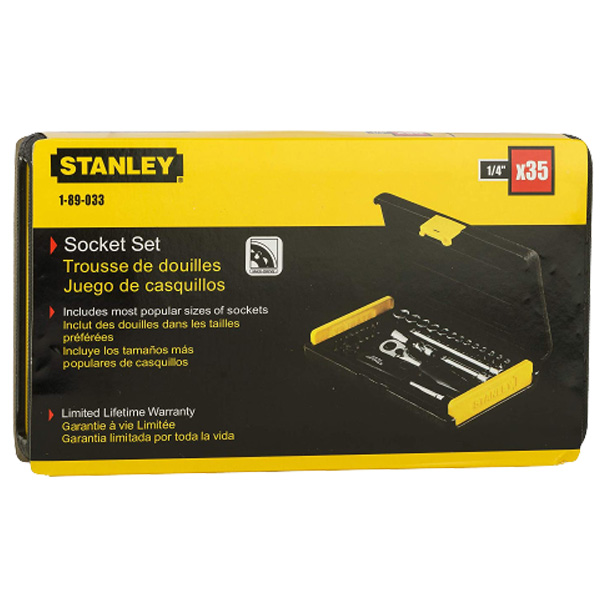 STANLEY
1-89-033
1/4" x35
Socket Set
Trousse de douilles
Juego de casquillos
Includes most popular sizes of sockets
Inclut des douilles dans les tailles
préférées
Incluye los tamaños más
populares de casquillos
Limited Lifetime Warranty
Garantie à vie Limitée
Garantia limitada por toda la vida
STANLEY